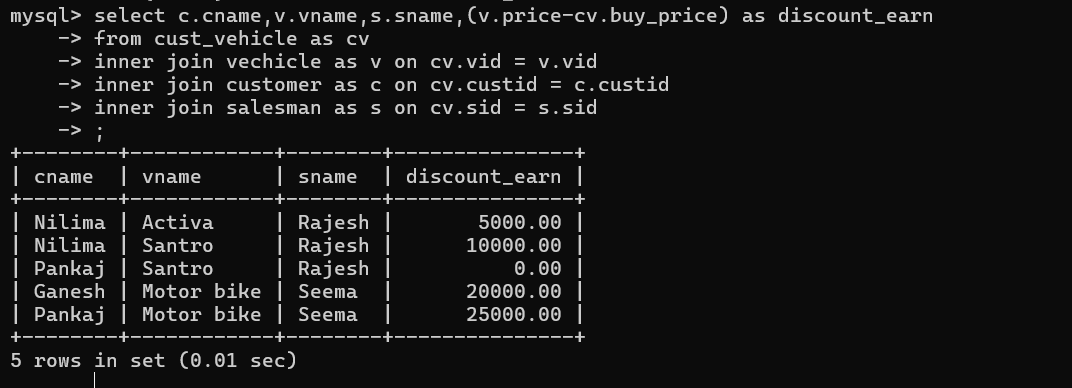 mysql> select c.cname,v.vname,s.sname,(v.price-cv.buy_price) as discount_earn
    -> from cust_vehicle as cv
    -> inner join vechicle as v on cv.vid = v.vid
    -> inner join customer as c on cv.custid = c.custid
    -> inner join salesman as s on cv.sid = s.sid
    -> ;
+--------+------------+--------+---------------+
| cname  | vname      | sname  | discount_earn |
+--------+------------+--------+---------------+
| Nilima | Activa     | Rajesh |       5000.00 |
| Nilima | Santro     | Rajesh |      10000.00 |
| Pankaj | Santro     | Rajesh |          0.00 |
| Ganesh | Motor bike | Seema  |      20000.00 |
| Pankaj | Motor bike | Seema  |      25000.00 |
+--------+------------+--------+---------------+
5 rows in set (0.01 sec)